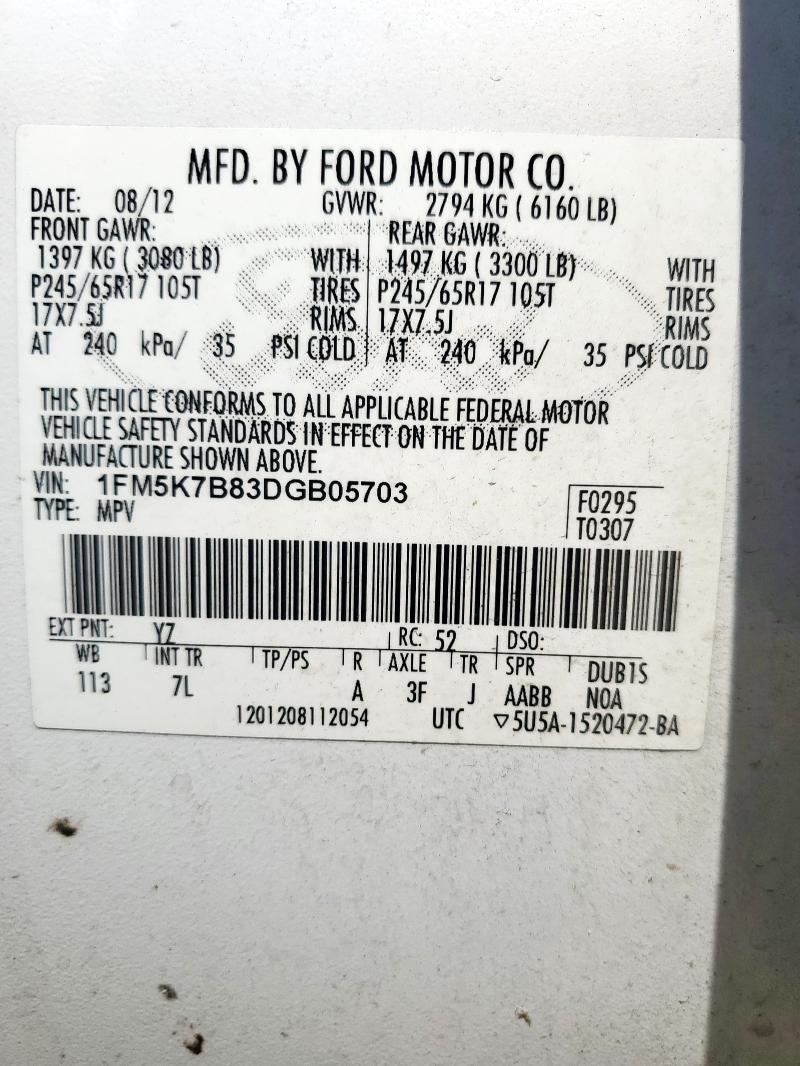 MFD. BY FORD MOTOR CO.
DATE: 08/12 GVWR: 2794 KG ( 6160 LB)
FRONT GAWR: REAR GAWR:
1397 KG ( 3080 LB) WITH 1497 KG ( 3300 LB) WITH
P245/65R17 105T TIRES P245/65R17 105T TIRES
17X7.5J RIMS 17X7.5J RIMS
AT 240 kPa/ 35 PSI COLD AT 240 kPa/ 35 PSI COLD
THIS VEHICLE CONFORMS TO ALL APPLICABLE FEDERAL MOTOR
VEHICLE SAFETY STANDARDS IN EFFECT ON THE DATE OF
MANUFACTURE SHOWN ABOVE.
VIN: 1FM5K7B83DGB05703
TYPE: MPV
F0295
T0307
EXT PNT: YZ RC: 52 DSO:
WB INT TR TP/PS R AXLE TR SPR DUB1S
113 7L A 3F J AABB NOA
1201208112054 UTC ▽5U5A-1520472-BA